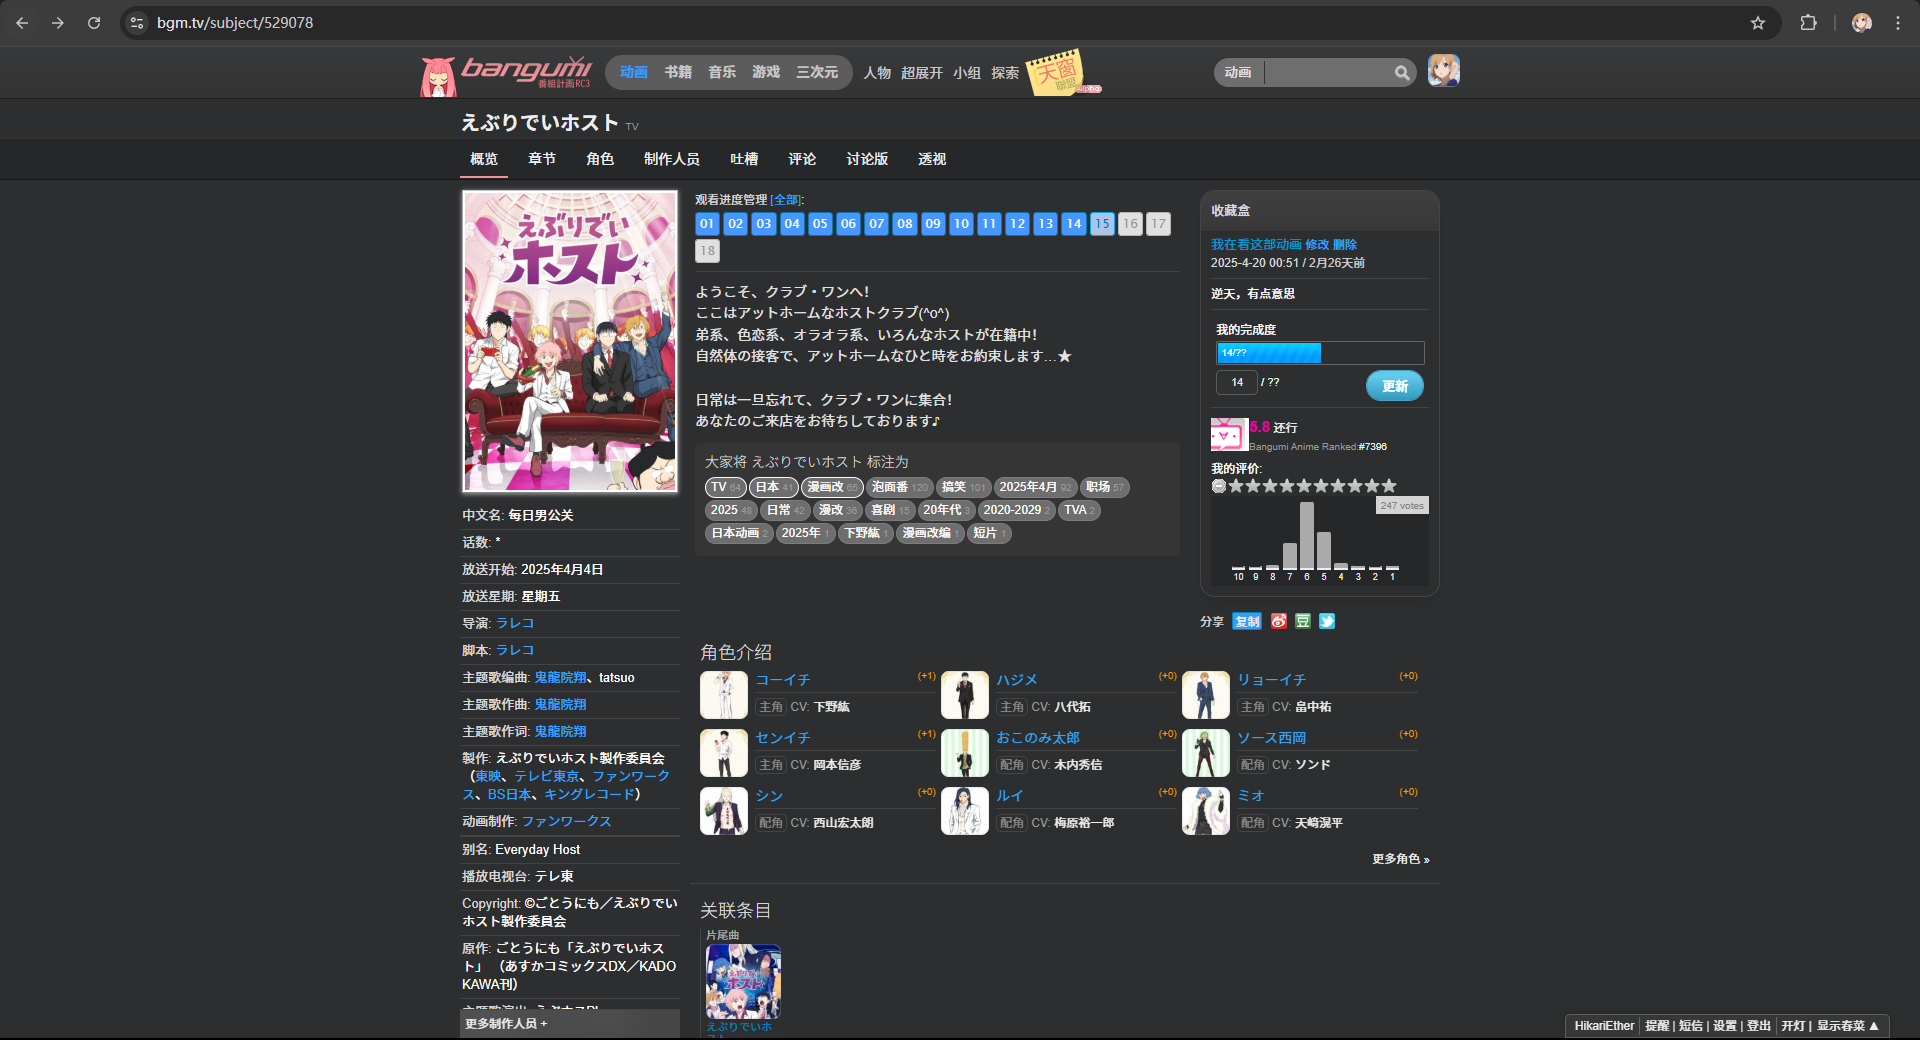 bgm.tv/subject/529078
bangumi
番組計画RC3
动画 书籍 音乐 游戏 三次元 人物 超展开 小组 探索
天窗
联盟
alpha
动画
えぶりでいホスト TV
概览 章节 角色 制作人员 吐槽 评论 讨论版 透视
えぶりでい
ホスト
中文名: 每日男公关
话数: *
放送开始: 2025年4月4日
放送星期: 星期五
导演: ラレコ
脚本: ラレコ
主题歌编曲: 鬼龍院翔、tatsuo
主题歌作曲: 鬼龍院翔
主题歌作词: 鬼龍院翔
製作: えぶりでいホスト製作委員会
（東映、テレビ東京、ファンワーク
ス、BS日本、キングレコード）
动画制作: ファンワークス
别名: Everyday Host
播放电视台: テレ東
Copyright: ©ごとうにも／えぶりでい
ホスト製作委員会
原作: ごとうにも「えぶりでいホス
ト」 （あすかコミックスDX／KADO
KAWA刊）
更多制作人员 +
观看进度管理 [全部]:
01 02 03 04 05 06 07 08 09 10 11 12 13 14 15 16 17
18
ようこそ、クラブ・ワンへ！
ここはアットホームなホストクラブ(^o^)
弟系、色恋系、オラオラ系、いろんなホストが在籍中！
自然体の接客で、アットホームなひと時をお約束します…★
日常は一旦忘れて、クラブ・ワンに集合！
あなたのご来店をお待ちしております♪
大家将 えぶりでいホスト 标注为
TV 64 日本 41 漫画改 65 泡面番 120 搞笑 101 2025年4月 92 职场 57
2025 48 日常 42 漫改 36 喜剧 15 20年代 3 2020-2029 2 TVA 2
日本动画 2 2025年 1 下野紘 1 漫画改编 1 短片 1
收藏盒
我在看这部动画 修改 删除
2025-4-20 00:51 / 2月26天前
逆天，有点意思
我的完成度
14/??
14 / ??
更新
5.8 还行
Bangumi Anime Ranked:#7396
我的评价:
247 votes
10 9 8 7 6 5 4 3 2 1
分享 复制 豆
角色介绍
コーイチ (+1)
主角 CV: 下野紘
ハジメ (+0)
主角 CV: 八代拓
リョーイチ (+0)
主角 CV: 畠中祐
センイチ (+1)
主角 CV: 岡本信彦
おこのみ太郎 (+0)
配角 CV: 木内秀信
ソース西岡 (+0)
配角 CV: ソンド
シン (+0)
配角 CV: 西山宏太朗
ルイ (+0)
配角 CV: 梅原裕一郎
ミオ (+0)
配角 CV: 天﨑滉平
更多角色 »
关联条目
片尾曲
えぶりでい
ホスト
えぶりでいホ
HikariEther 提醒 | 短信 | 设置 | 登出 开灯 | 显示春菜 ▲